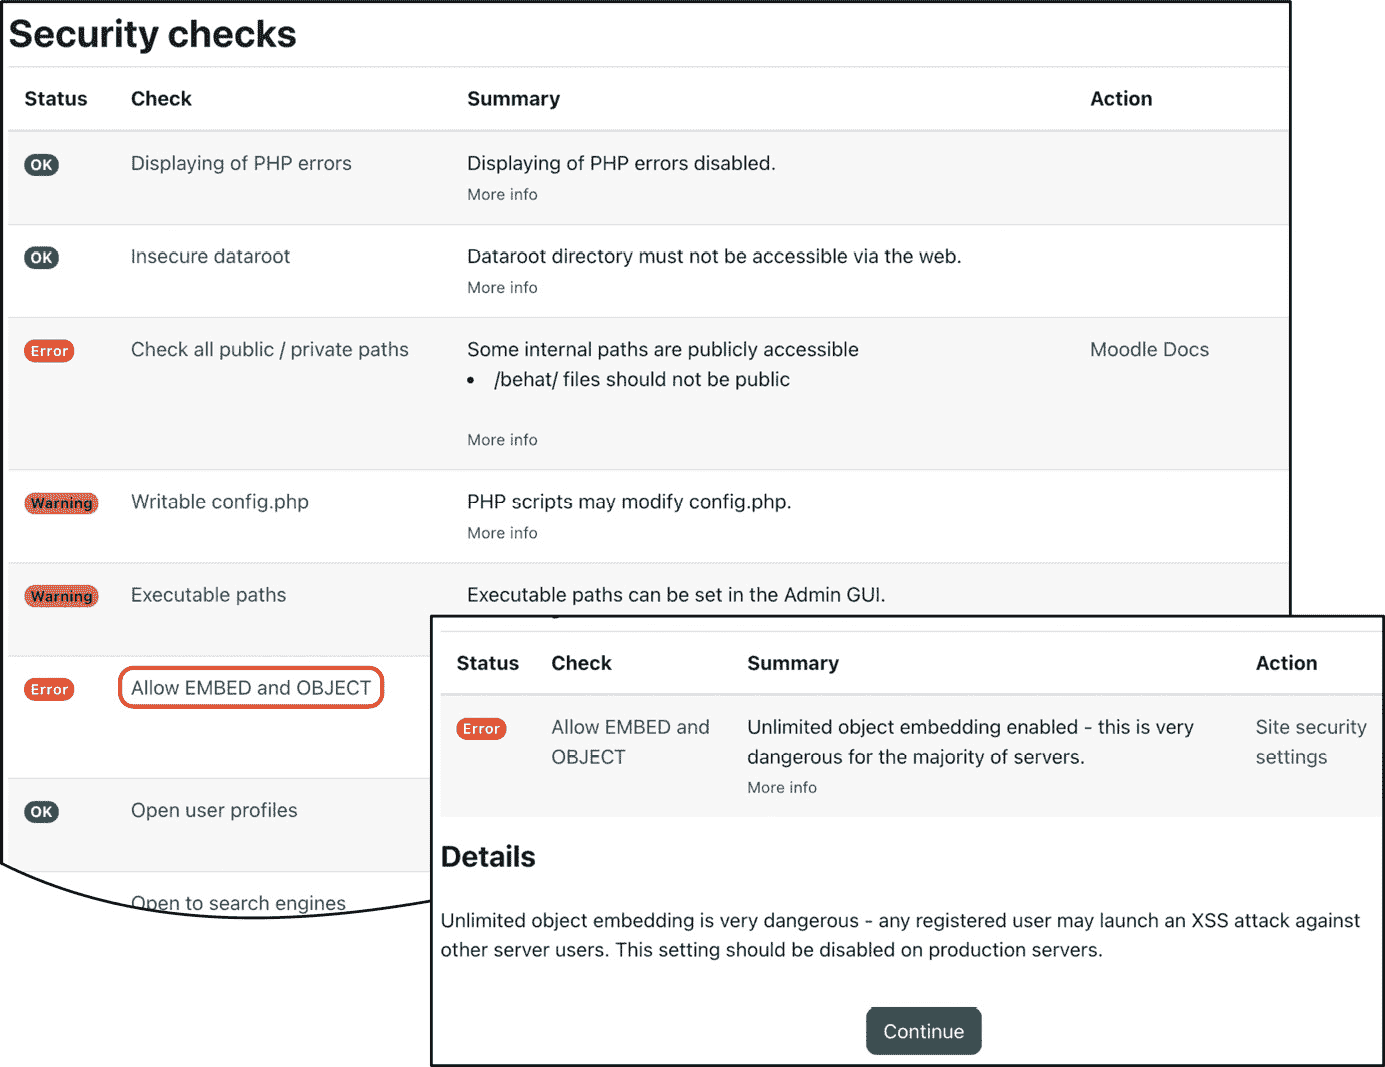 Security checks
Status Check Summary Action
OK Displaying of PHP errors Displaying of PHP errors disabled.
More info
OK Insecure dataroot Dataroot directory must not be accessible via the web.
More info
Error Check all public / private paths Some internal paths are publicly accessible Moodle Docs
• /behat/ files should not be public
More info
Warning Writable config.php PHP scripts may modify config.php.
More info
Warning Executable paths Executable paths can be set in the Admin GUI.
Error Allow EMBED and OBJECT
OK Open user profiles
Open to search engines
Status Check Summary Action
Error Allow EMBED and Unlimited object embedding enabled - this is very Site security
OBJECT dangerous for the majority of servers. settings
More info
Details
Unlimited object embedding is very dangerous - any registered user may launch an XSS attack against
other server users. This setting should be disabled on production servers.
Continue